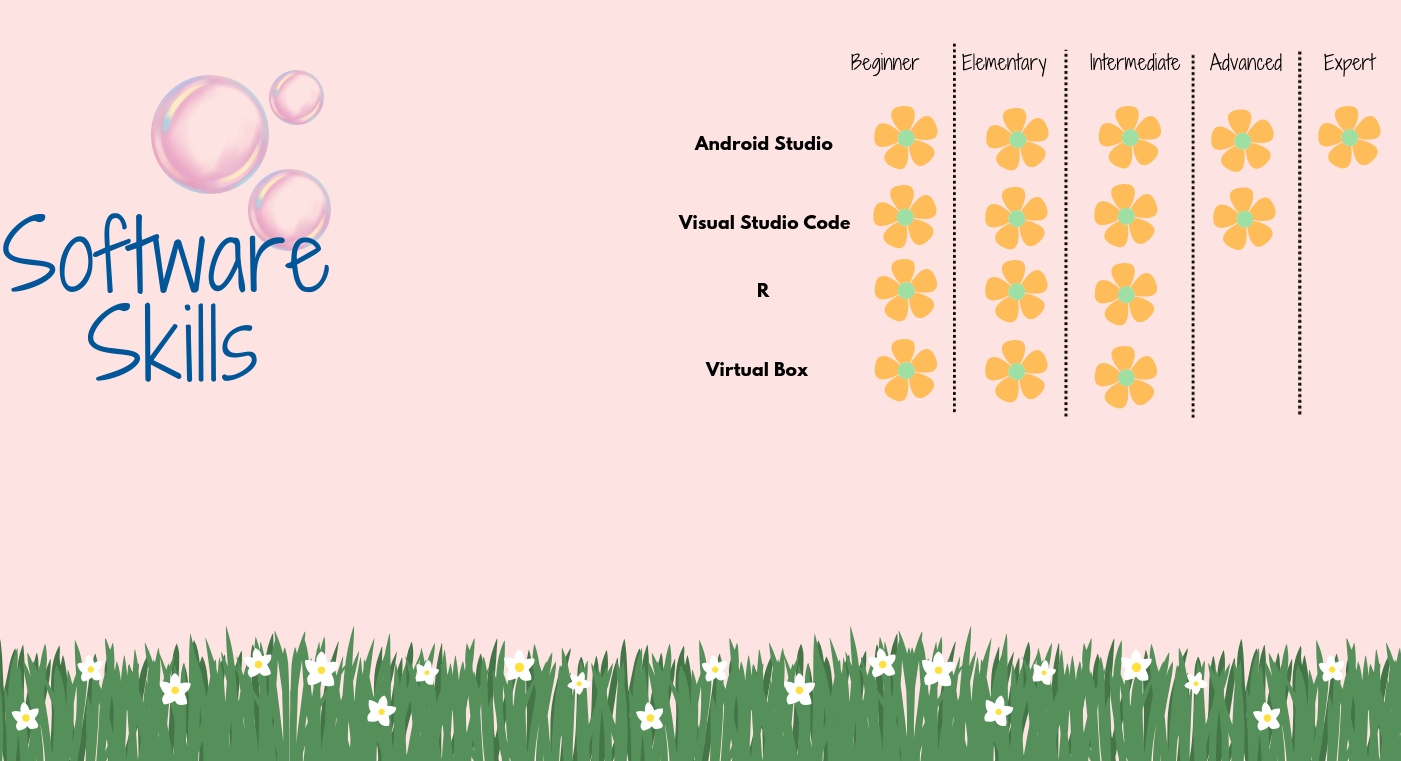 Software
Skills
Beginner Elementary Intermediate Advanced Expert
Android Studio
Visual Studio Code
R
Virtual Box